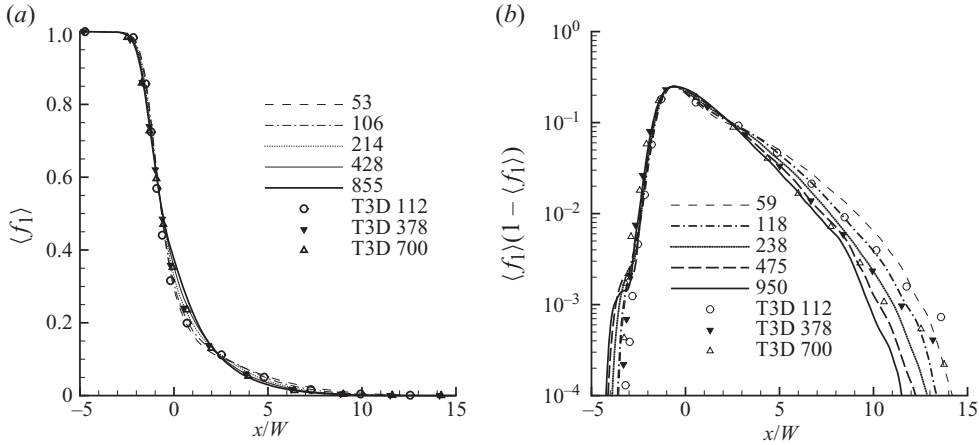 (a)
1.0
0.8
0.6
0.4
0.2
0
−5
0
5
10
15
x/W
⟨f1⟩
53
106
214
428
855
T3D 112
T3D 378
T3D 700
(b)
10^0
10^−1
10^−2
10^−3
10^−4
−5
0
5
10
15
x/W
⟨f1⟩(1 − ⟨f1⟩)
59
118
238
475
950
T3D 112
T3D 378
T3D 700